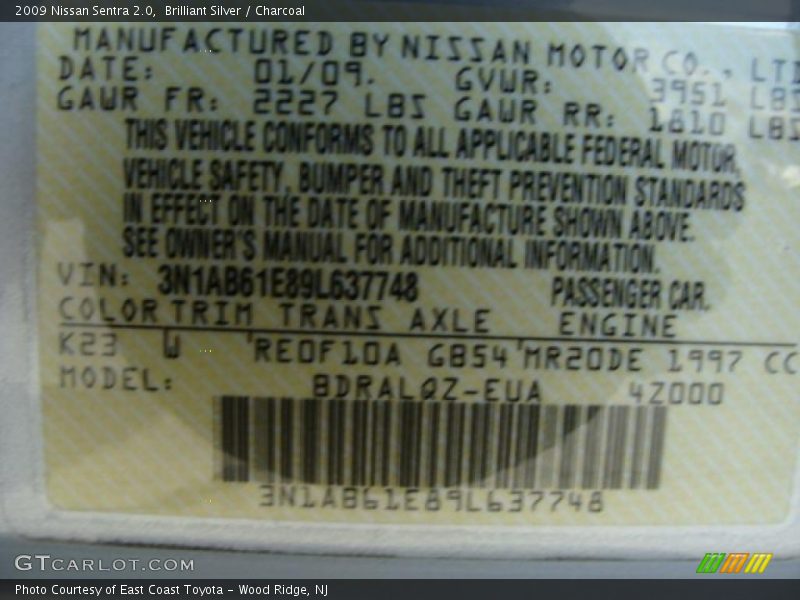 2009 Nissan Sentra 2.0,  Brilliant Silver / Charcoal
MANUFACTURED BY NISSAN MOTOR CO., LTD
DATE: 01/09. GVWR: 3951 LBS
GAWR FR: 2227 LBS GAWR RR: 1810 LBS
THIS VEHICLE CONFORMS TO ALL APPLICABLE FEDERAL MOTOR,
VEHICLE SAFETY, BUMPER AND THEFT PREVENTION STANDARDS
IN EFFECT ON THE DATE OF MANUFACTURE SHOWN ABOVE.
SEE OWNER'S MANUAL FOR ADDITIONAL INFORMATION.
VIN: 3N1AB61E89L637748 PASSENGER CAR.
COLOR TRIM TRANS AXLE ENGINE
K23 W RE0F10A GB54 MR20DE 1997 CC
MODEL: BDRALQZ-EUA 4Z000
3N1AB61E89L637748
GTCARLOT.COM
Photo Courtesy of East Coast Toyota - Wood Ridge, NJ